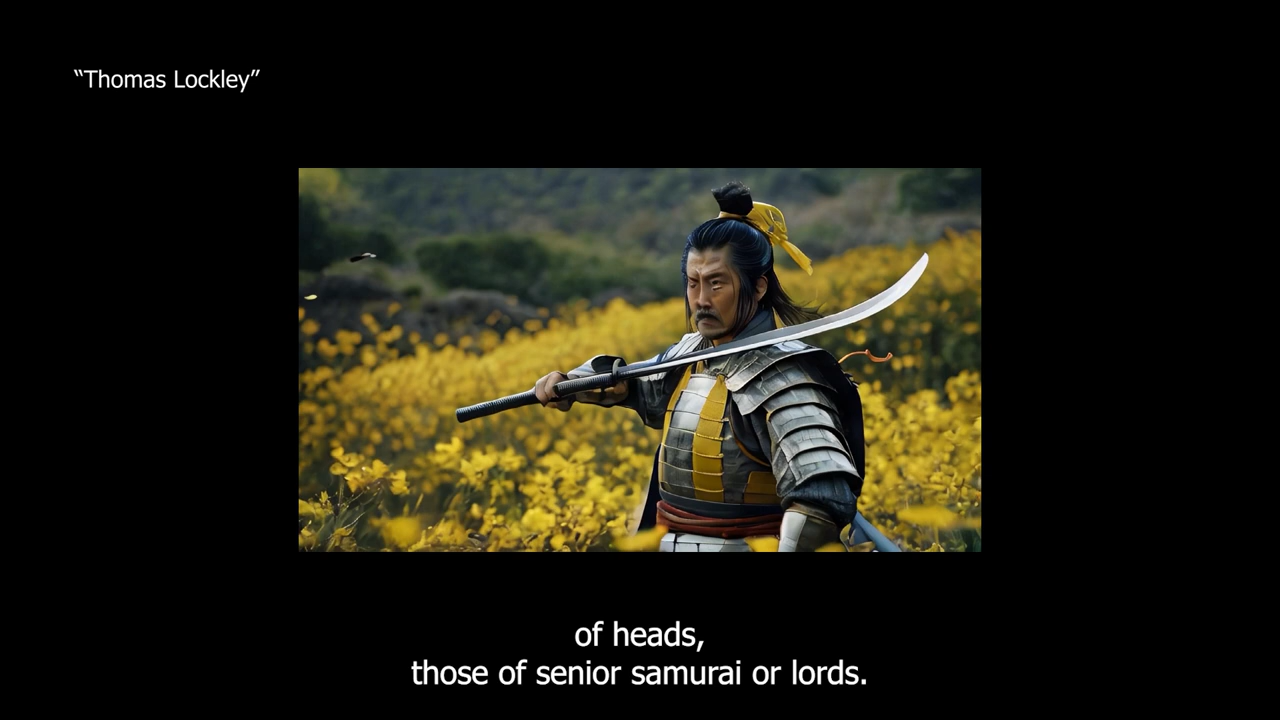 “Thomas Lockley”
of heads,
those of senior samurai or lords.